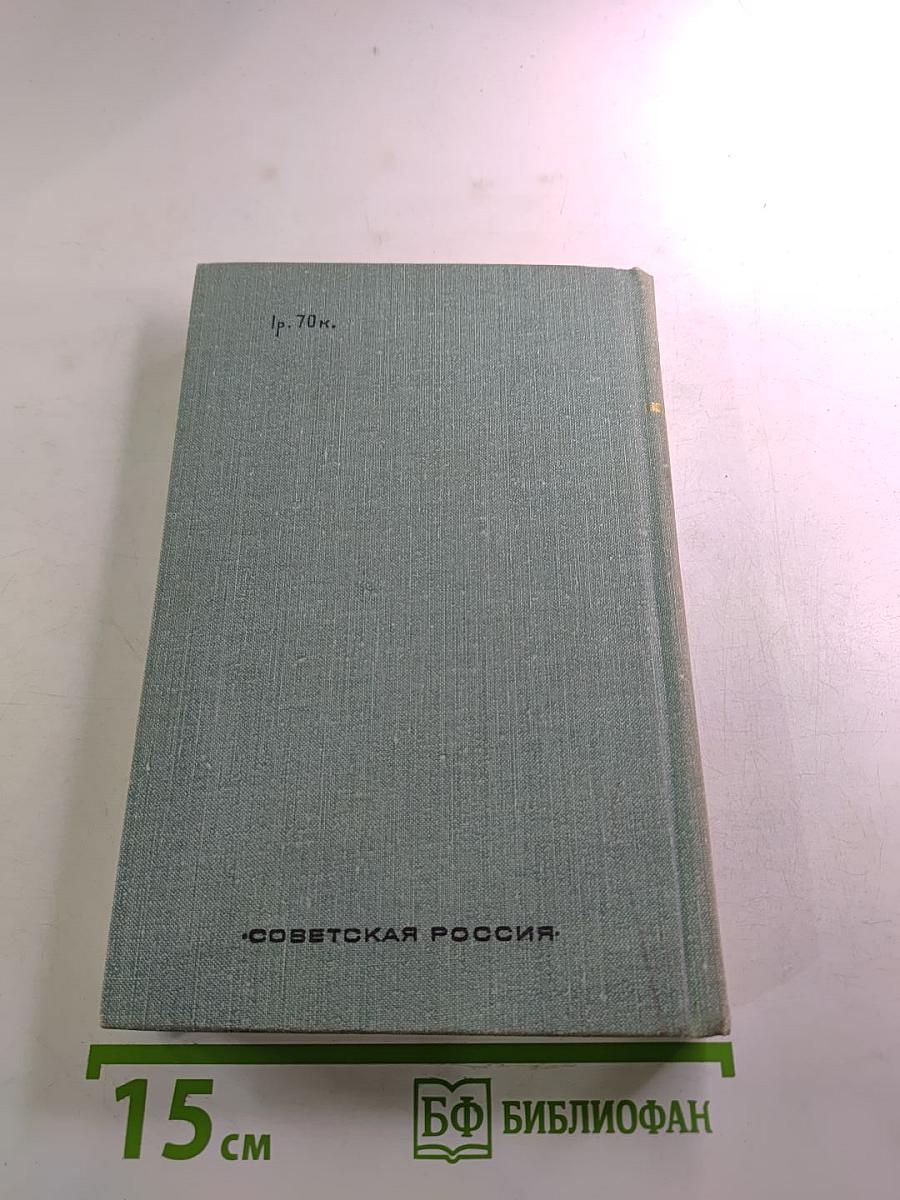 1р. 70к.
«СОВЕТСКАЯ РОССИЯ»
15 см
БФ БИБЛИОФАН